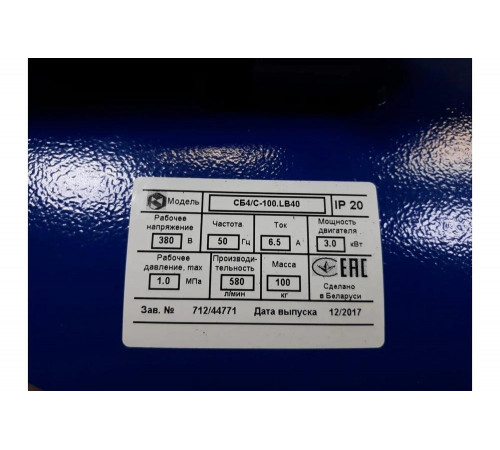 Модель СБ4/С-100.LB40 IP 20
Рабочее напряжение 380 В
Частота 50 Гц
Ток 6.5 А
Мощность двигателя 3.0 кВт
Рабочее давление, max 1.0 МПа
Производи-
тельность 580 л/мин
Масса 100 кг
EAC
Сделано
в Беларуси
Зав. № 712/44771 Дата выпуска 12/2017